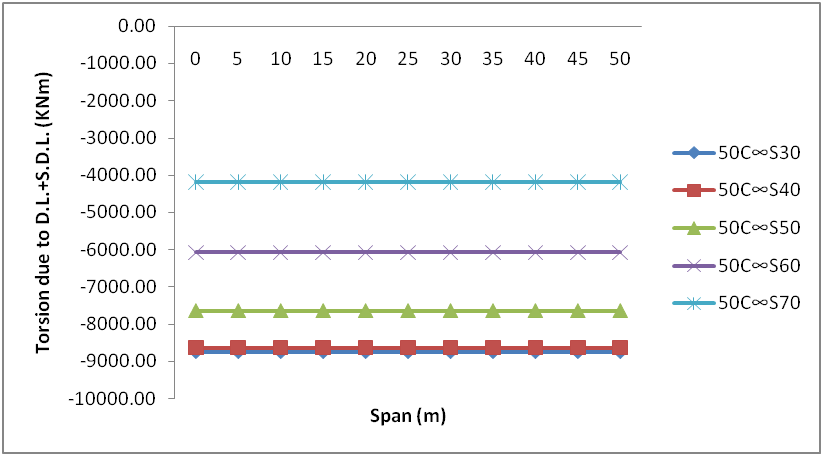 Torsion due to D.L.+S.D.L. (KNm)
0.00
-1000.00
-2000.00
-3000.00
-4000.00
-5000.00
-6000.00
-7000.00
-8000.00
-9000.00
-10000.00
0 5 10 15 20 25 30 35 40 45 50
Span (m)
50C∞S30
50C∞S40
50C∞S50
50C∞S60
50C∞S70